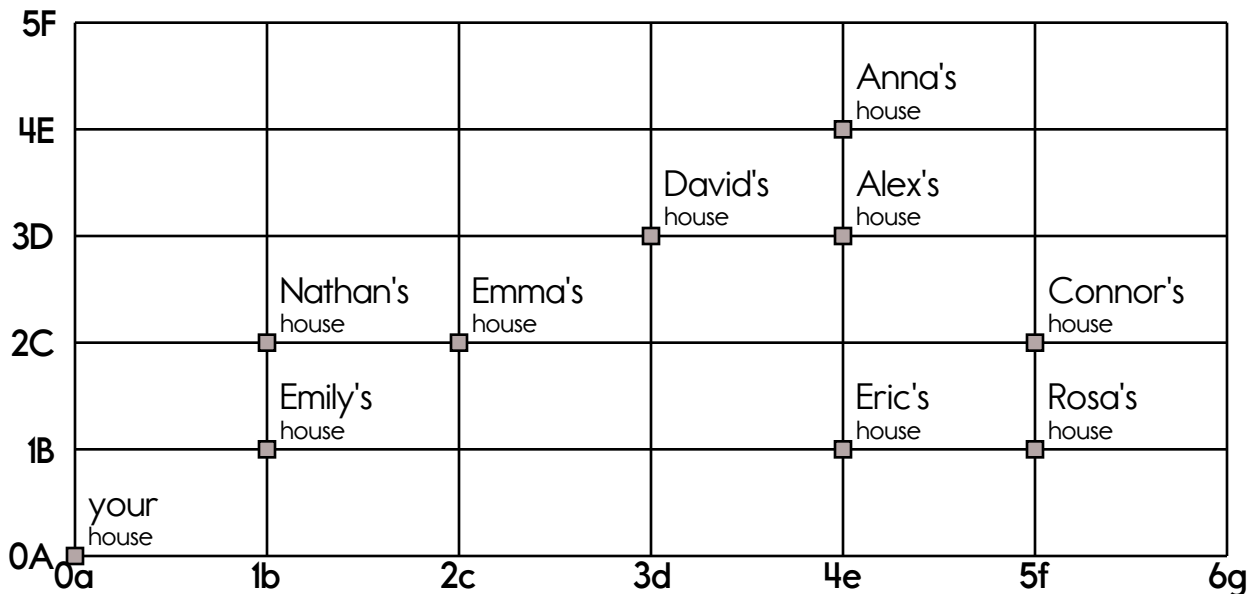 5F
Anna's
house
4E
David's
house
Alex's
house
3D
Nathan's
house
Emma's
house
Connor's
house
2C
Emily's
house
Eric's
house
Rosa's
house
1B
your
house
0A
0a 1b 2c 3d 4e 5f 6g